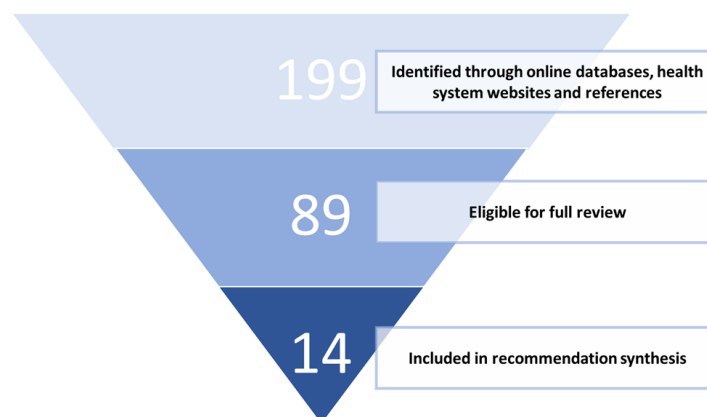 199
Identified through online databases, health
system websites and references
89
Eligible for full review
14
Included in recommendation synthesis